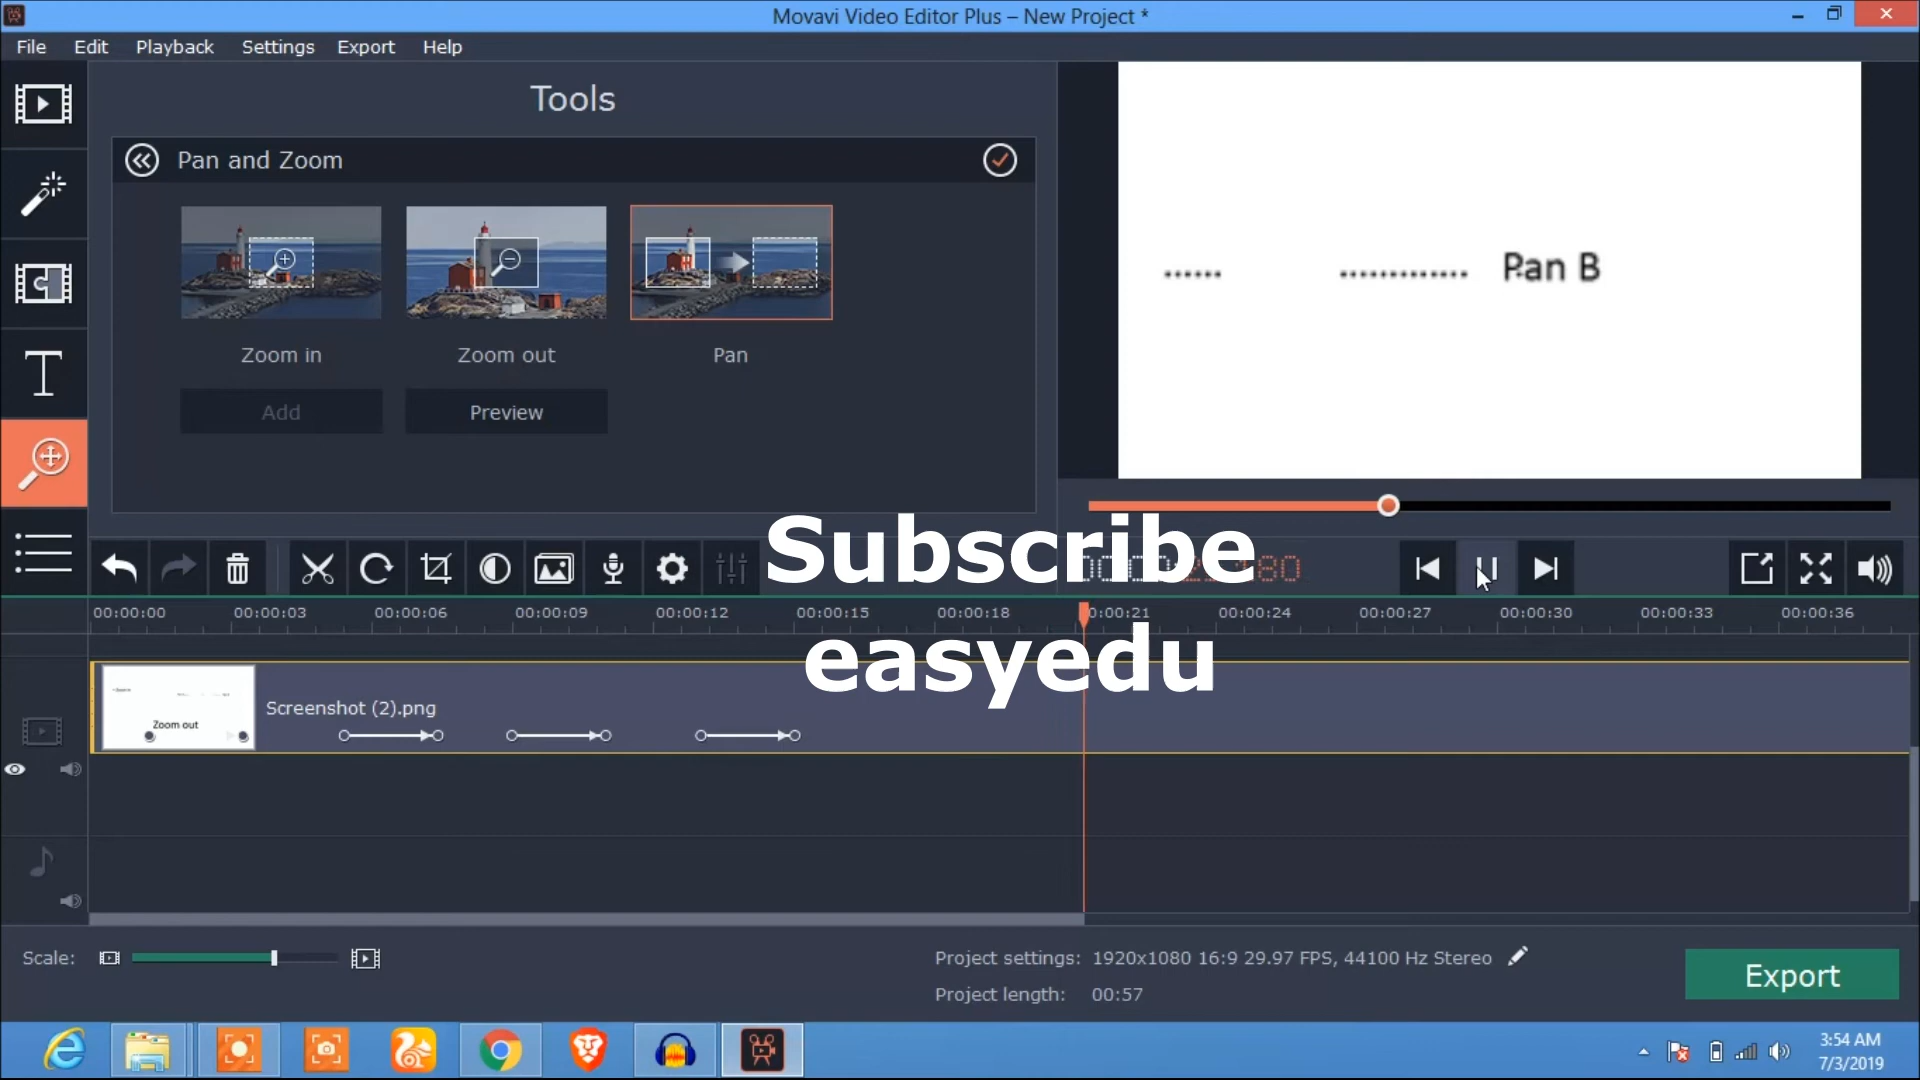 Movavi Video Editor Plus – New Project *
File Edit Playback Settings Export Help
Tools
Pan and Zoom
Zoom in Zoom out Pan
Add Preview
...... ............. Pan B
Subscribe
easyedu
00:00:00 00:00:03 00:00:06 00:00:09 00:00:12 00:00:15 00:00:18 00:00:21 00:00:24 00:00:27 00:00:30 00:00:33 00:00:36
Screenshot (2).png
Zoom out
Scale:
Project settings: 1920x1080 16:9 29.97 FPS, 44100 Hz Stereo
Project length: 00:57
Export
3:54 AM
7/3/2019